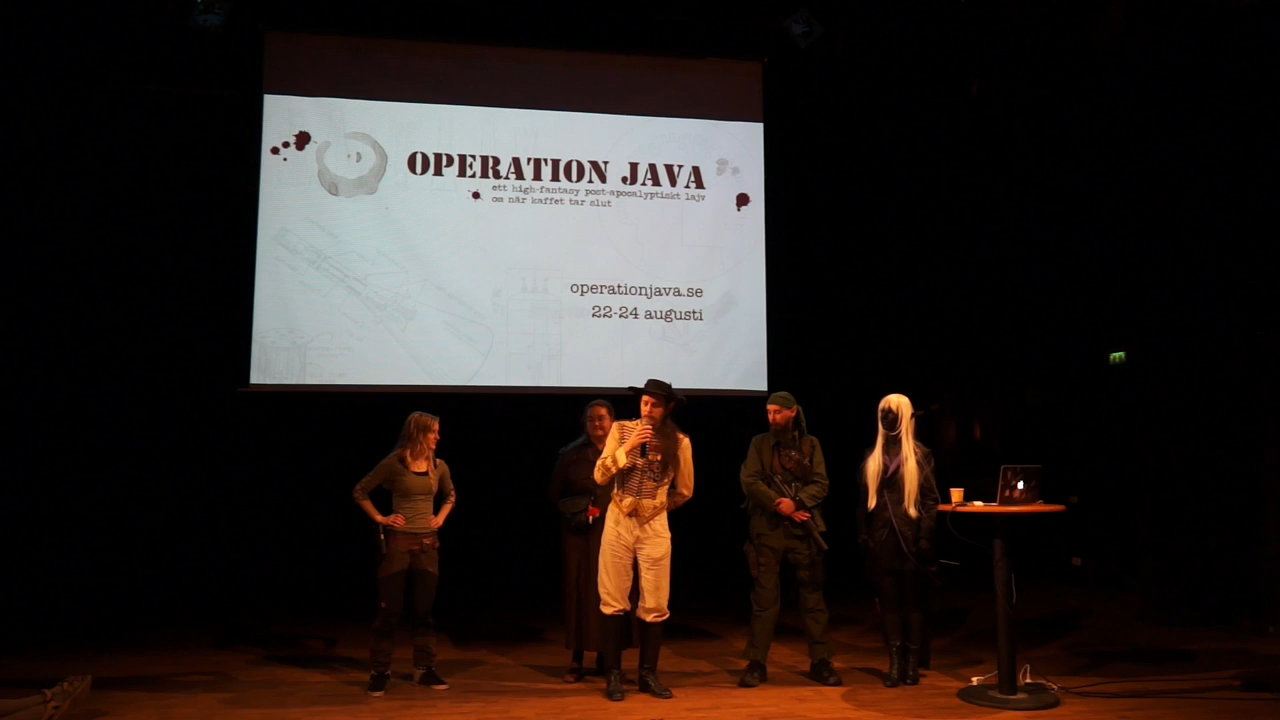 OPERATION JAVA
ett high-fantasy post-apocalyptiskt lajv
om när kaffet tar slut
operationjava.se
22-24 augusti